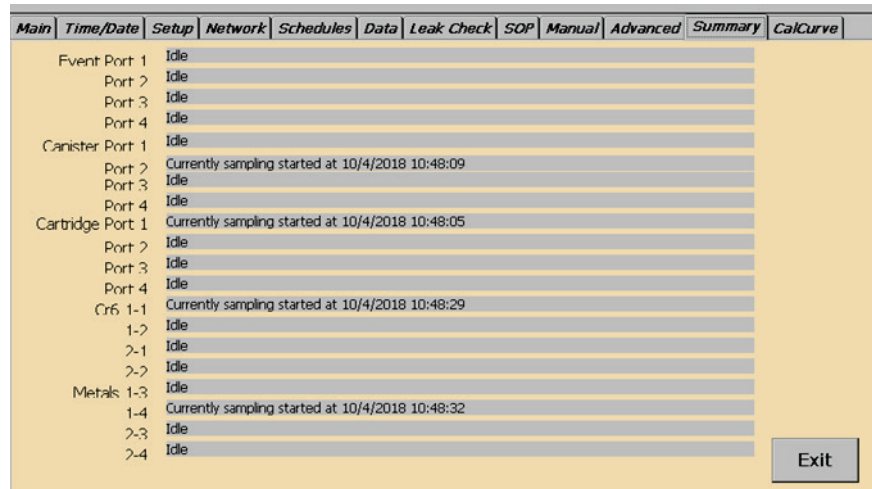 Main Time/Date Setup Network Schedules Data Leak Check SOP Manual Advanced Summary CalCurve
Event Port 1 Idle
Port 2 Idle
Port 3 Idle
Port 4 Idle
Canister Port 1 Idle
Port 2 Currently sampling started at 10/4/2018 10:48:09
Port 3 Idle
Port 4 Idle
Cartridge Port 1 Currently sampling started at 10/4/2018 10:48:05
Port 2 Idle
Port 3 Idle
Port 4 Idle
Cr6 1-1 Currently sampling started at 10/4/2018 10:48:29
1-2 Idle
2-1 Idle
2-2 Idle
Metals 1-3 Idle
1-4 Currently sampling started at 10/4/2018 10:48:32
2-3 Idle
2-4 Idle
Exit